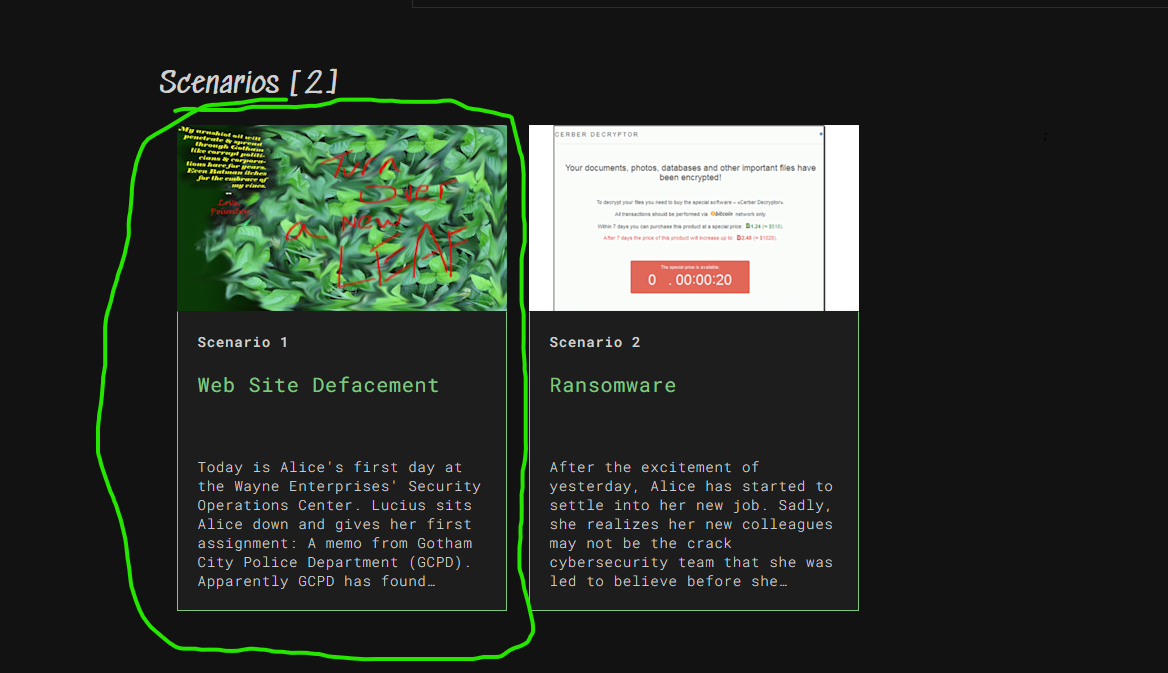 Scenarios [2]
My urushiol oil will
penetrate & spread
through Gotham
like corrupt politi-
cians & corpora-
tions have for years.
Even Batman itches
for the embrace of
my vines.
--
Love,
Poison Ivy
Turn
Over
a New
LEAF
Scenario 1
Web Site Defacement
Today is Alice's first day at
the Wayne Enterprises' Security
Operations Center. Lucius sits
Alice down and gives her first
assignment: A memo from Gotham
City Police Department (GCPD).
Apparently GCPD has found…
CERBER DECRYPTOR
Your documents, photos, databases and other important files have
been encrypted!
To decrypt your files you need to buy the special software – «Cerber Decryptor».
All transactions should be performed via bitcoin network only.
Within 7 days you can purchase this product at a special price: 1.24 (≈ $518).
After 7 days the price of this product will increase up to: 2.48 (≈ $1028).
The special price is available:
0 . 00:00:20
Scenario 2
Ransomware
After the excitement of
yesterday, Alice has started to
settle into her new job. Sadly,
she realizes her new colleagues
may not be the crack
cybersecurity team that she was
led to believe before she…